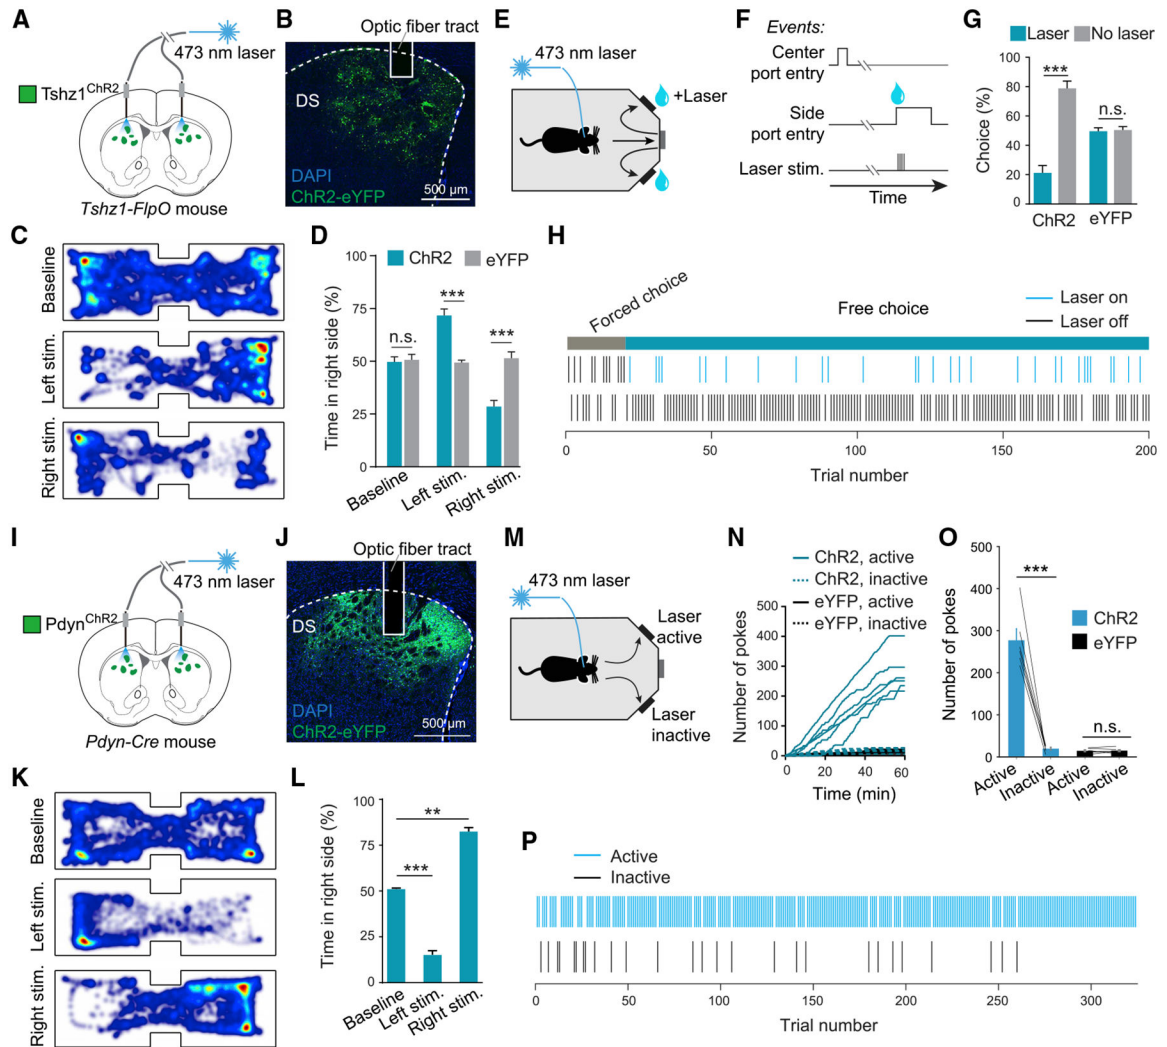 A
473 nm laser
Tshz1ChR2
Tshz1-FlpO mouse
B
Optic fiber tract
DS
DAPI
ChR2-eYFP
500 μm
E
473 nm laser
+Laser
F
Events:
Center
port entry
Side
port entry
Laser stim.
Time
G
Laser
No laser
Choice (%)
100
80
60
40
20
0
***
n.s.
ChR2
eYFP
C
Baseline
Left stim.
Right stim.
D
ChR2
eYFP
Time in right side (%)
100
75
50
25
0
n.s.
***
***
Baseline
Left stim.
Right stim.
H
Forced choice
Free choice
Laser on
Laser off
0
50
100
150
200
Trial number
I
473 nm laser
PdynChR2
Pdyn-Cre mouse
J
Optic fiber tract
DS
DAPI
ChR2-eYFP
500 μm
M
473 nm laser
Laser
active
Laser
inactive
N
ChR2, active
ChR2, inactive
eYFP, active
eYFP, inactive
Number of pokes
500
400
300
200
100
0
0
20
40
60
Time (min)
O
Number of pokes
500
400
300
200
100
0
***
ChR2
eYFP
n.s.
Active
Inactive
Active
Inactive
K
Baseline
Left stim.
Right stim.
L
Time in right side (%)
100
75
50
25
0
**
***
Baseline
Left stim.
Right stim.
P
Active
Inactive
0
50
100
150
200
250
300
Trial number